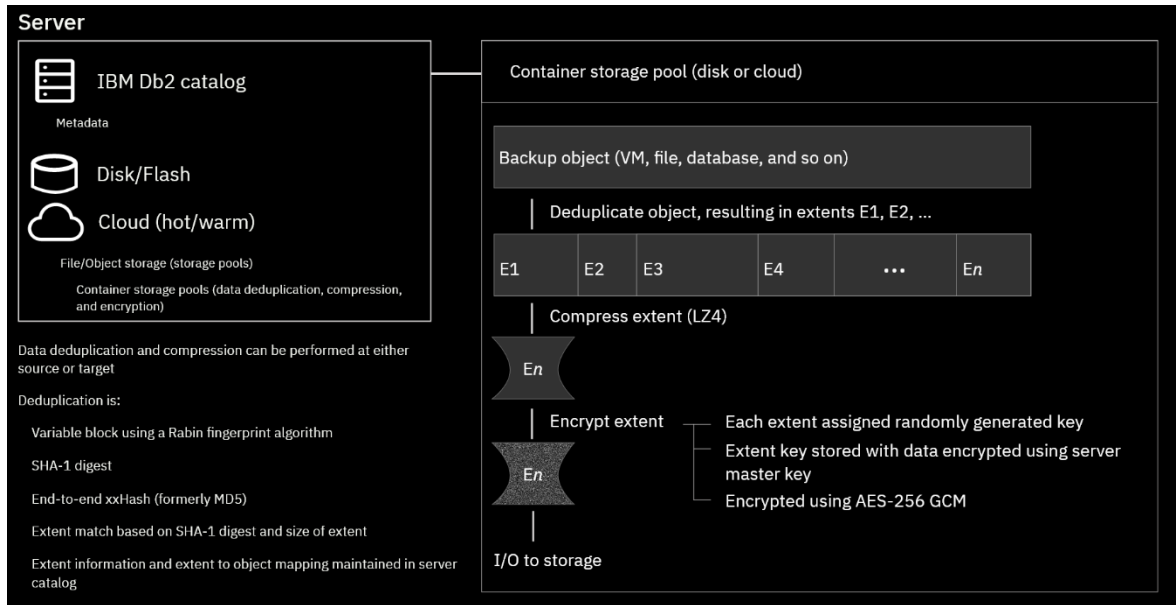 Server
IBM Db2 catalog
Metadata
Disk/Flash
Cloud (hot/warm)
File/Object storage (storage pools)
Container storage pools (data deduplication, compression,
and encryption)
Data deduplication and compression can be performed at either
source or target
Deduplication is:
Variable block using a Rabin fingerprint algorithm
SHA-1 digest
End-to-end xxHash (formerly MD5)
Extent match based on SHA-1 digest and size of extent
Extent information and extent to object mapping maintained in server
catalog
Container storage pool (disk or cloud)
Backup object (VM, file, database, and so on)
Deduplicate object, resulting in extents E1, E2, ...
E1 E2 E3 E4 ••• En
Compress extent (LZ4)
En
Encrypt extent
Each extent assigned randomly generated key
Extent key stored with data encrypted using server
master key
Encrypted using AES-256 GCM
En
I/O to storage